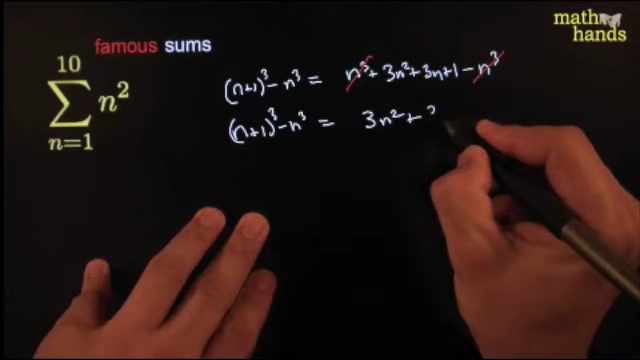 math
hands
famous sums
10
∑ n²
n=1
(n+1)³ - n³ = n³ + 3n² + 3n + 1 - n³
(n+1)³ - n³ = 3n² +